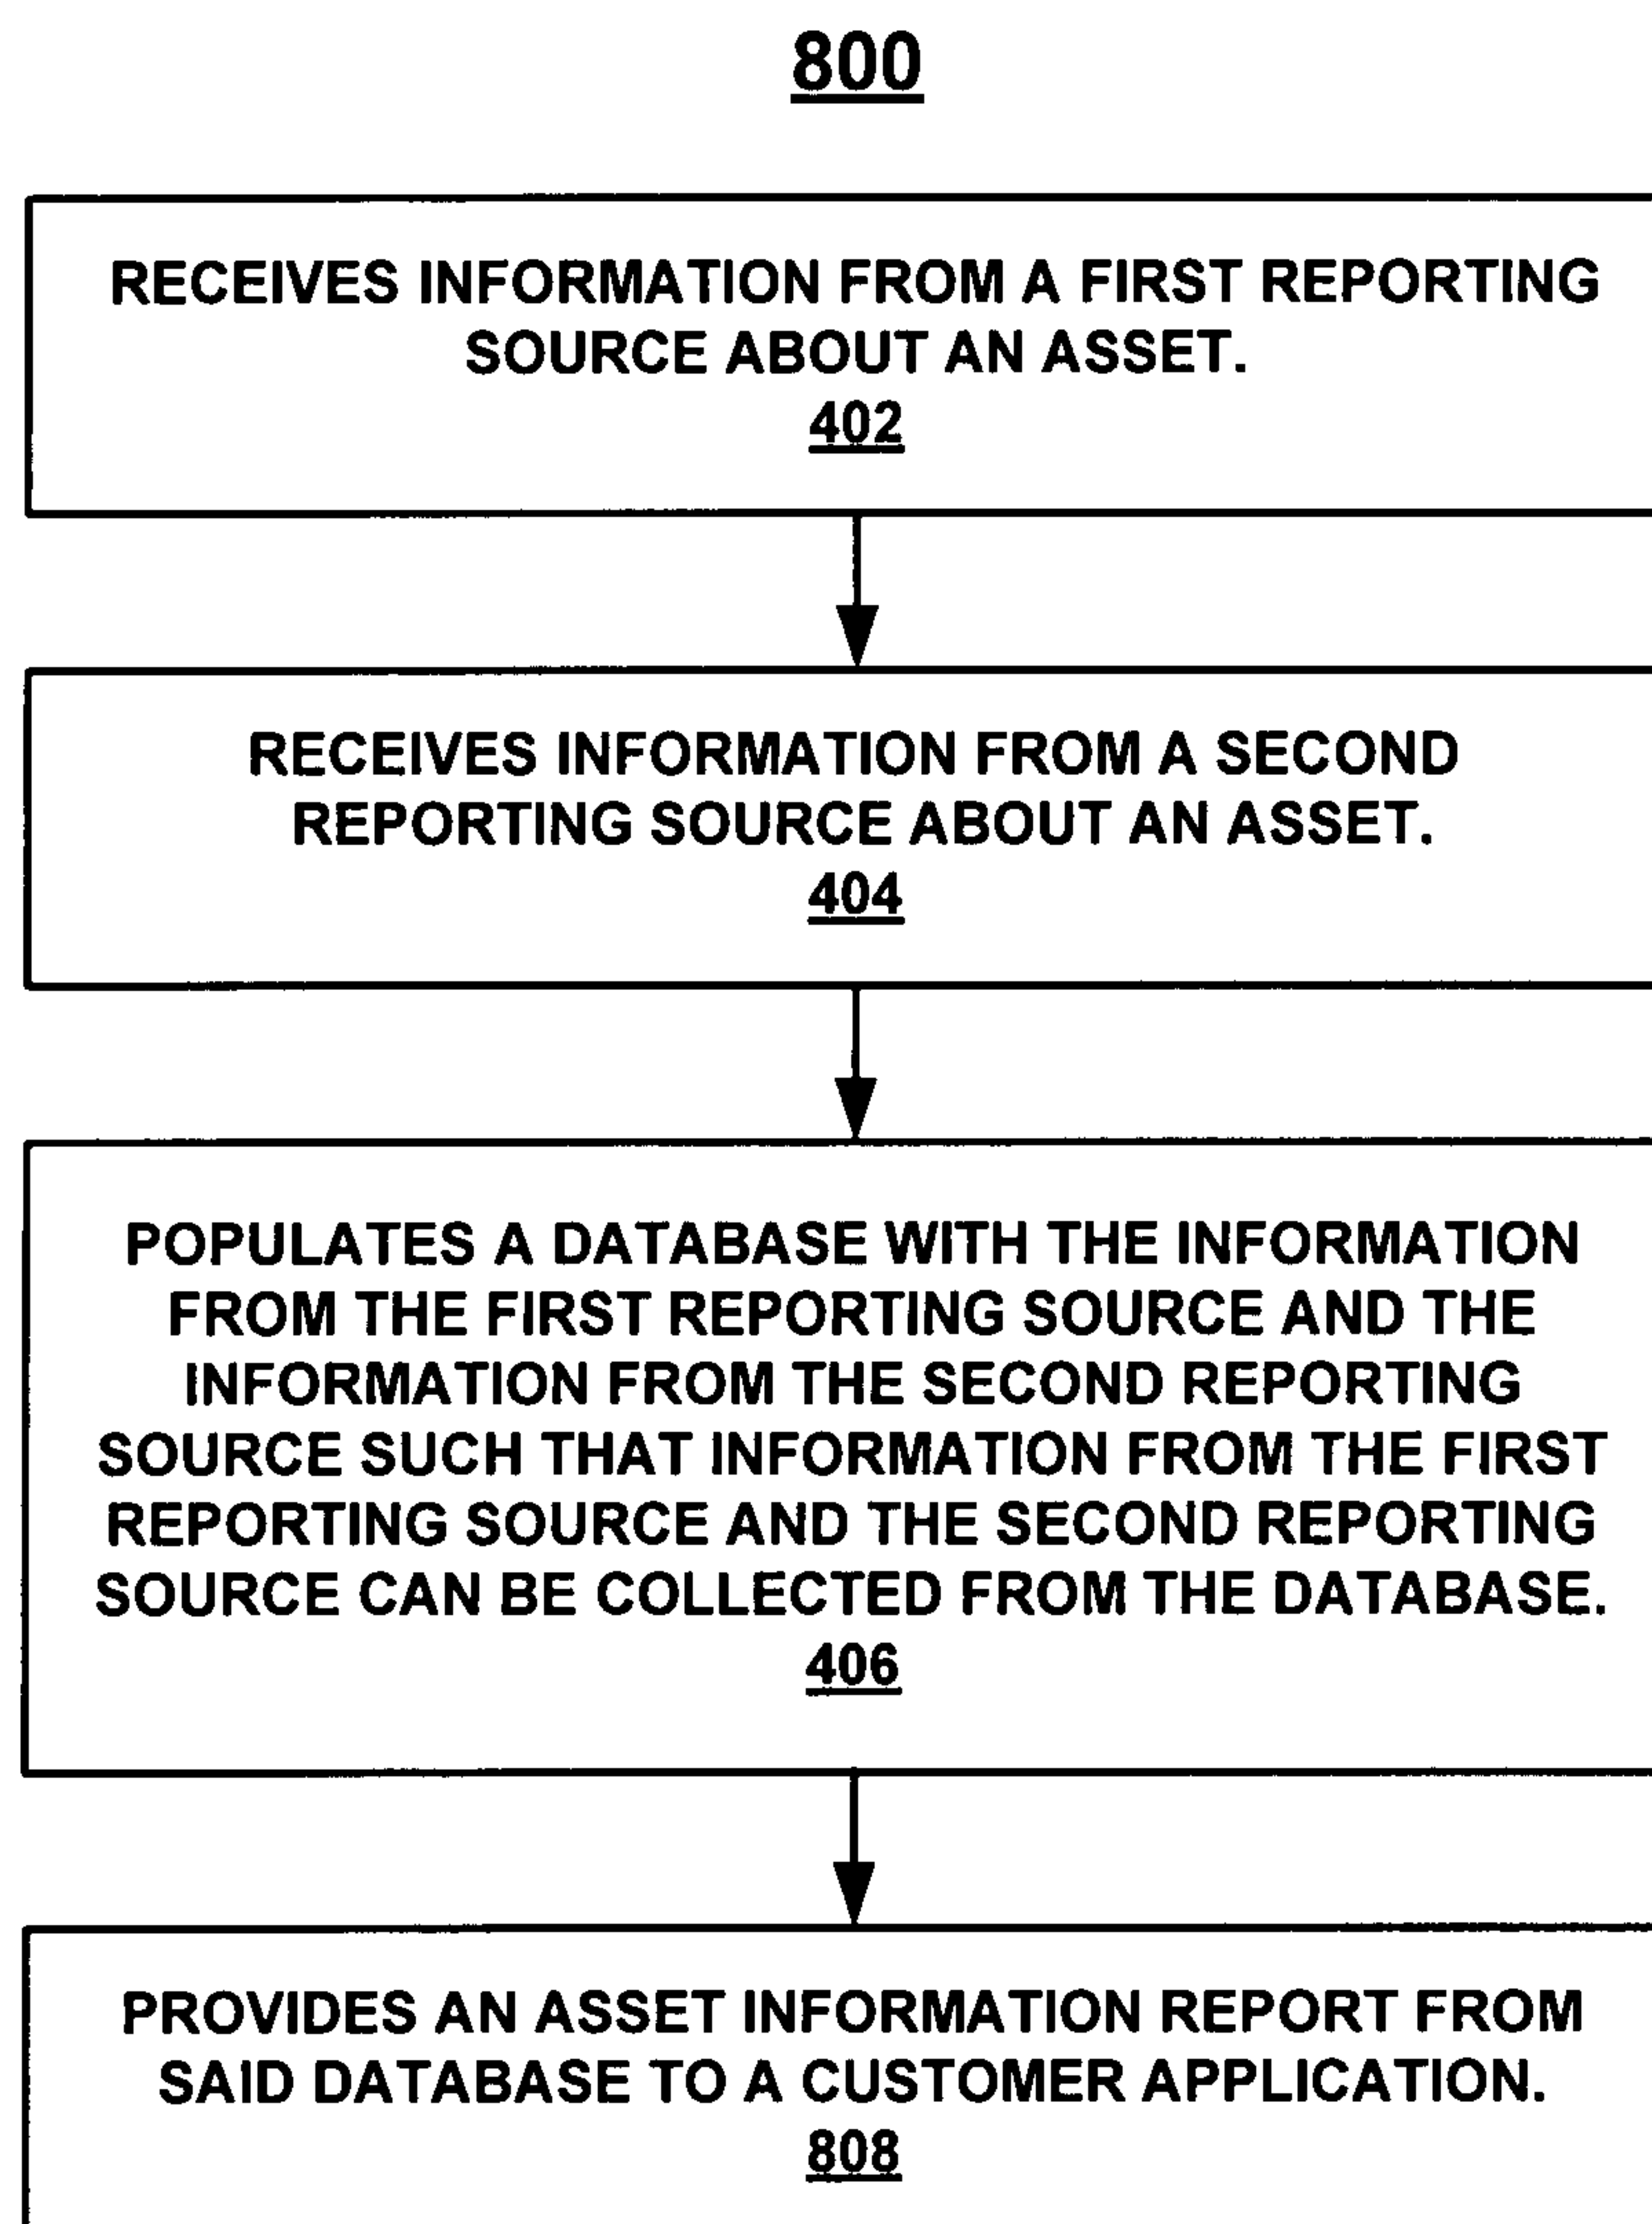 800
RECEIVES INFORMATION FROM A FIRST REPORTING
SOURCE ABOUT AN ASSET.
402
RECEIVES INFORMATION FROM A SECOND
REPORTING SOURCE ABOUT AN ASSET.
404
POPULATES A DATABASE WITH THE INFORMATION
FROM THE FIRST REPORTING SOURCE AND THE
INFORMATION FROM THE SECOND REPORTING
SOURCE SUCH THAT INFORMATION FROM THE FIRST
REPORTING SOURCE AND THE SECOND REPORTING
SOURCE CAN BE COLLECTED FROM THE DATABASE.
406
PROVIDES AN ASSET INFORMATION REPORT FROM
SAID DATABASE TO A CUSTOMER APPLICATION.
808